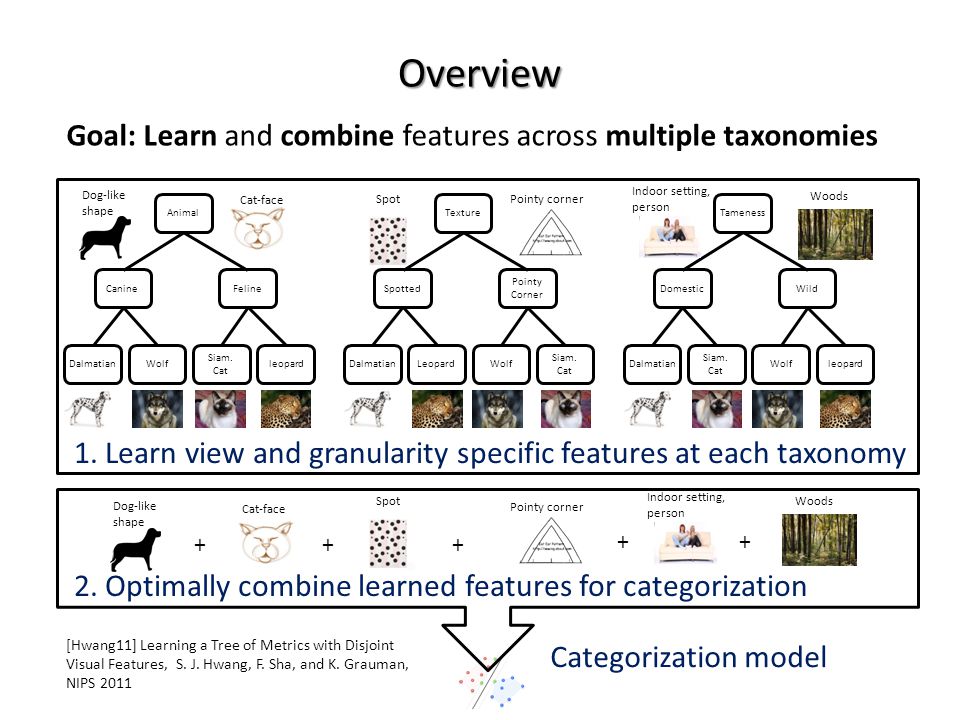 Overview
Goal: Learn and combine features across multiple taxonomies
Dog-like
shape
Animal
Cat-face
Spot
Texture
Pointy corner
Indoor setting,
person
Tameness
Woods
Canine
Feline
Spotted
Pointy
Corner
Domestic
Wild
Dalmatian
Wolf
Siam.
Cat
leopard
Dalmatian
Leopard
Wolf
Siam.
Cat
Dalmatian
Siam.
Cat
Wolf
leopard
1. Learn view and granularity specific features at each taxonomy
Dog-like
shape
+
Cat-face
+
Spot
+
Pointy corner
+
Indoor setting,
person
+
Woods
2. Optimally combine learned features for categorization
[Hwang11] Learning a Tree of Metrics with Disjoint
Visual Features, S. J. Hwang, F. Sha, and K. Grauman,
NIPS 2011
Categorization model